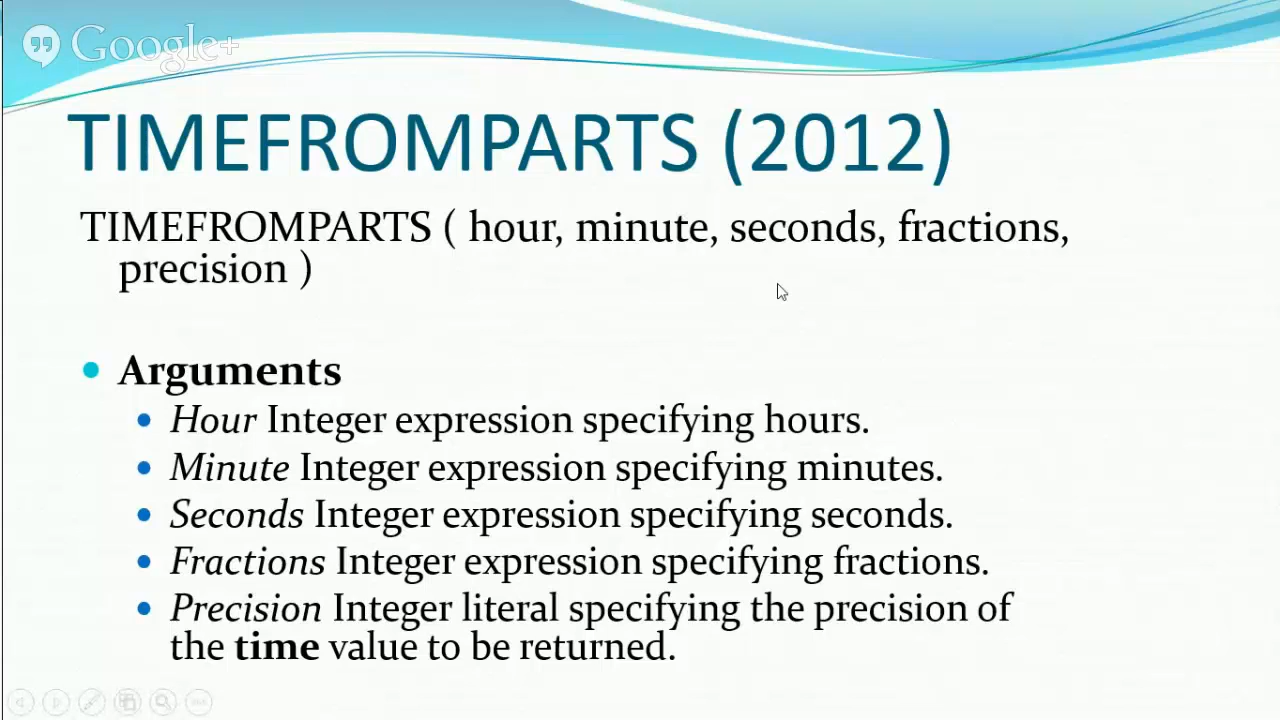 Google+
TIMEFROMPARTS (2012)
TIMEFROMPARTS ( hour, minute, seconds, fractions,
precision )
Arguments
Hour Integer expression specifying hours.
Minute Integer expression specifying minutes.
Seconds Integer expression specifying seconds.
Fractions Integer expression specifying fractions.
Precision Integer literal specifying the precision of
the time value to be returned.